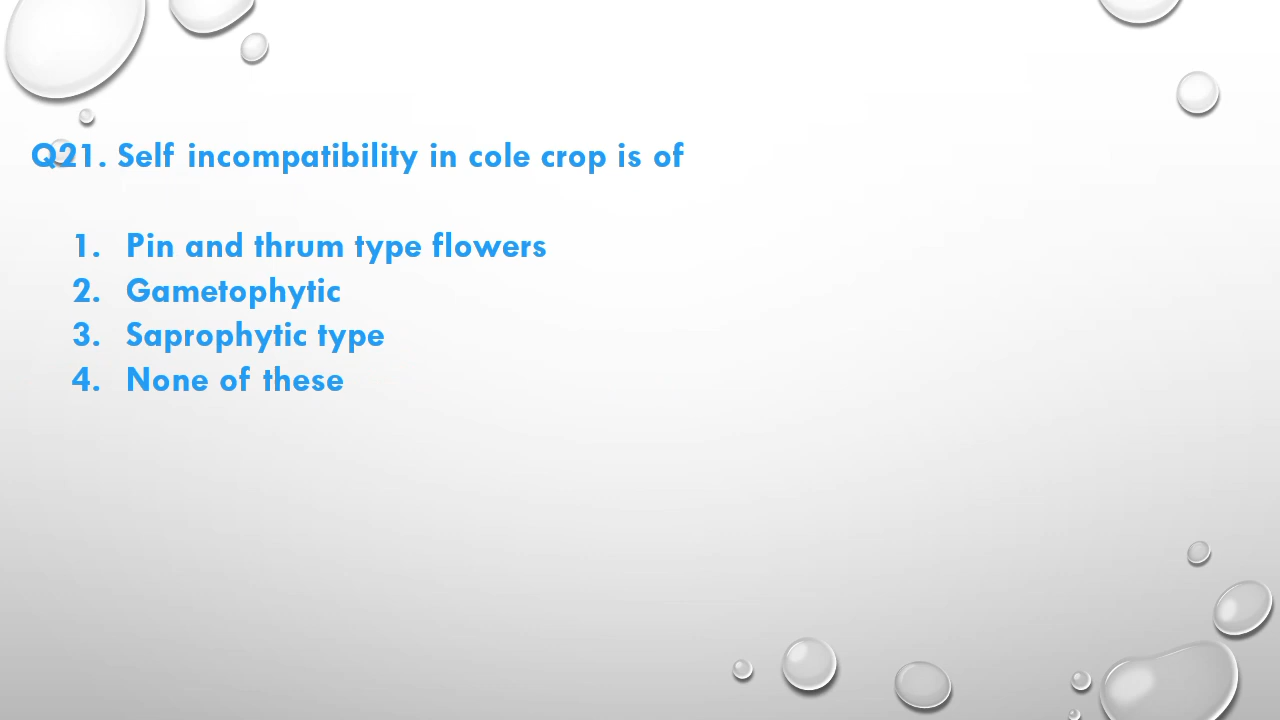 Q21. Self incompatibility in cole crop is of
1. Pin and thrum type flowers
2. Gametophytic
3. Saprophytic type
4. None of these